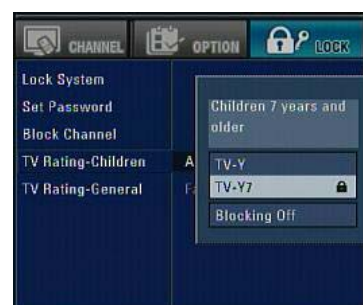 CHANNEL OPTION LOCK
Lock System
Set Password
Block Channel
TV Rating-Children A
TV Rating-General
Children 7 years and
older
TV-Y
TV-Y7
Blocking Off